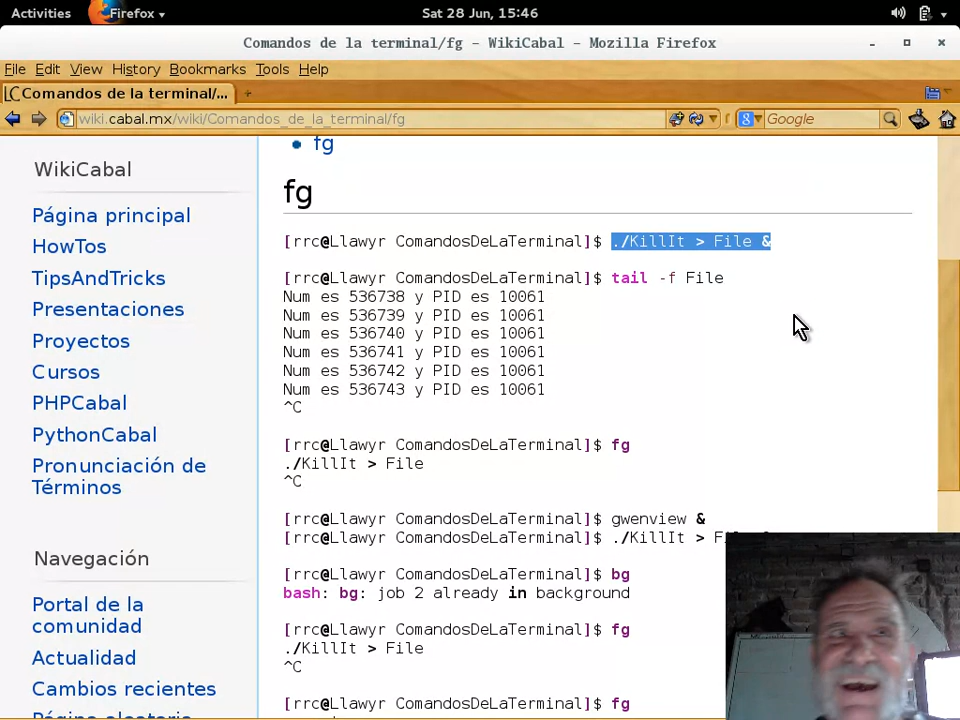 Activities Firefox Sat 28 Jun, 15:46
Comandos de la terminal/fg - WikiCabal - Mozilla Firefox
File Edit View History Bookmarks Tools Help
Comandos de la terminal/...
wiki.cabal.mx/wiki/Comandos_de_la_terminal/fg Google
WikiCabal
Página principal
HowTos
TipsAndTricks
Presentaciones
Proyectos
Cursos
PHPCabal
PythonCabal
Pronunciación de
Términos
Navegación
Portal de la
comunidad
Actualidad
Cambios recientes
Página aleatoria
fg
fg
[rrc@Llawyr ComandosDeLaTerminal]$ ./KillIt > File &
[rrc@Llawyr ComandosDeLaTerminal]$ tail -f File
Num es 536738 y PID es 10061
Num es 536739 y PID es 10061
Num es 536740 y PID es 10061
Num es 536741 y PID es 10061
Num es 536742 y PID es 10061
Num es 536743 y PID es 10061
^C
[rrc@Llawyr ComandosDeLaTerminal]$ fg
./KillIt > File
^C
[rrc@Llawyr ComandosDeLaTerminal]$ gwenview &
[rrc@Llawyr ComandosDeLaTerminal]$ ./KillIt > File
[rrc@Llawyr ComandosDeLaTerminal]$ bg
bash: bg: job 2 already in background
[rrc@Llawyr ComandosDeLaTerminal]$ fg
./KillIt > File
^C
[rrc@Llawyr ComandosDeLaTerminal]$ fg